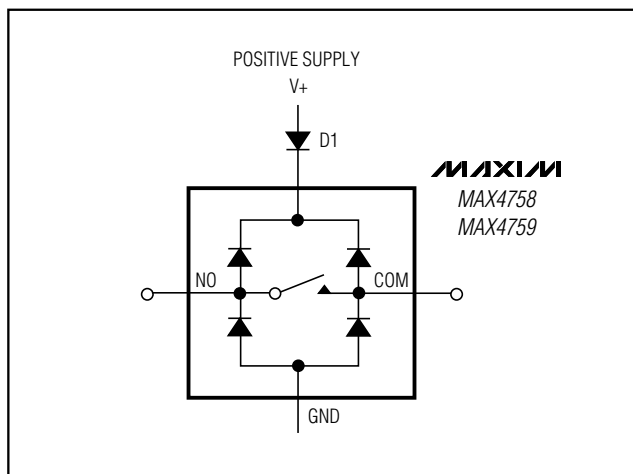 POSITIVE SUPPLY
V+
D1
MAXIM
MAX4758
MAX4759
NO
COM
GND